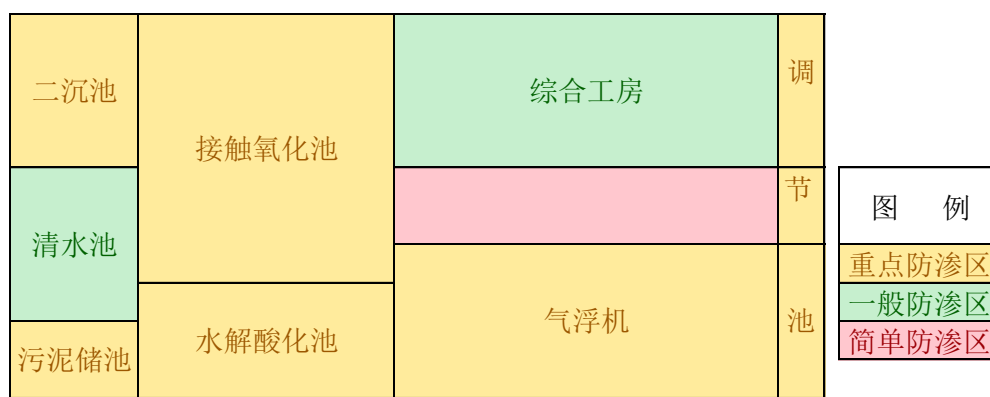 二沉池
接触氧化池
综合工房
调
节
池
清水池
污泥储池
水解酸化池
气浮机
图 例
重点防渗区
一般防渗区
简单防渗区